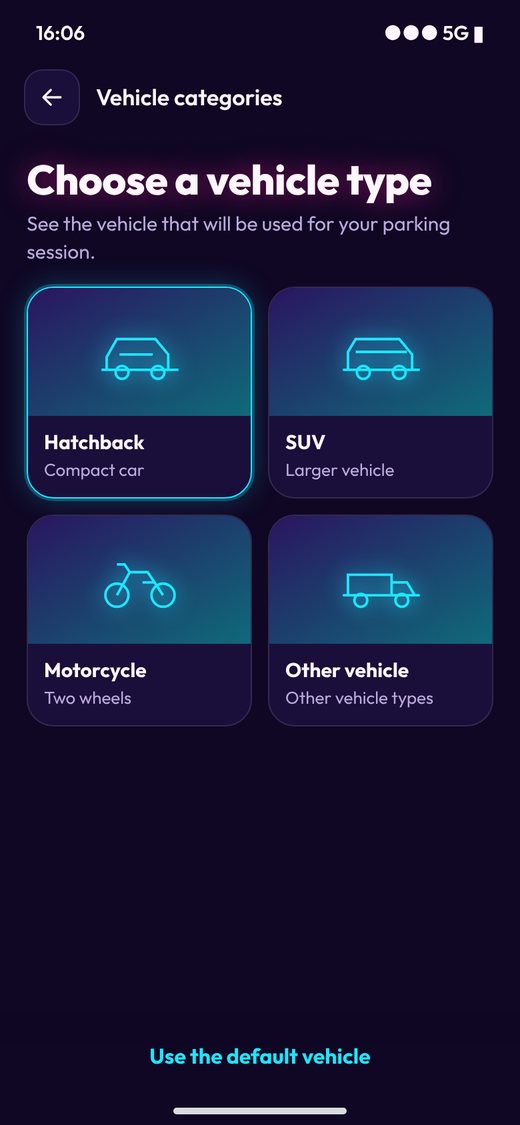 16:06
5G
Vehicle categories
Choose a vehicle type
See the vehicle that will be used for your parking
session.
Hatchback
Compact car
SUV
Larger vehicle
Motorcycle
Two wheels
Other vehicle
Other vehicle types
Use the default vehicle